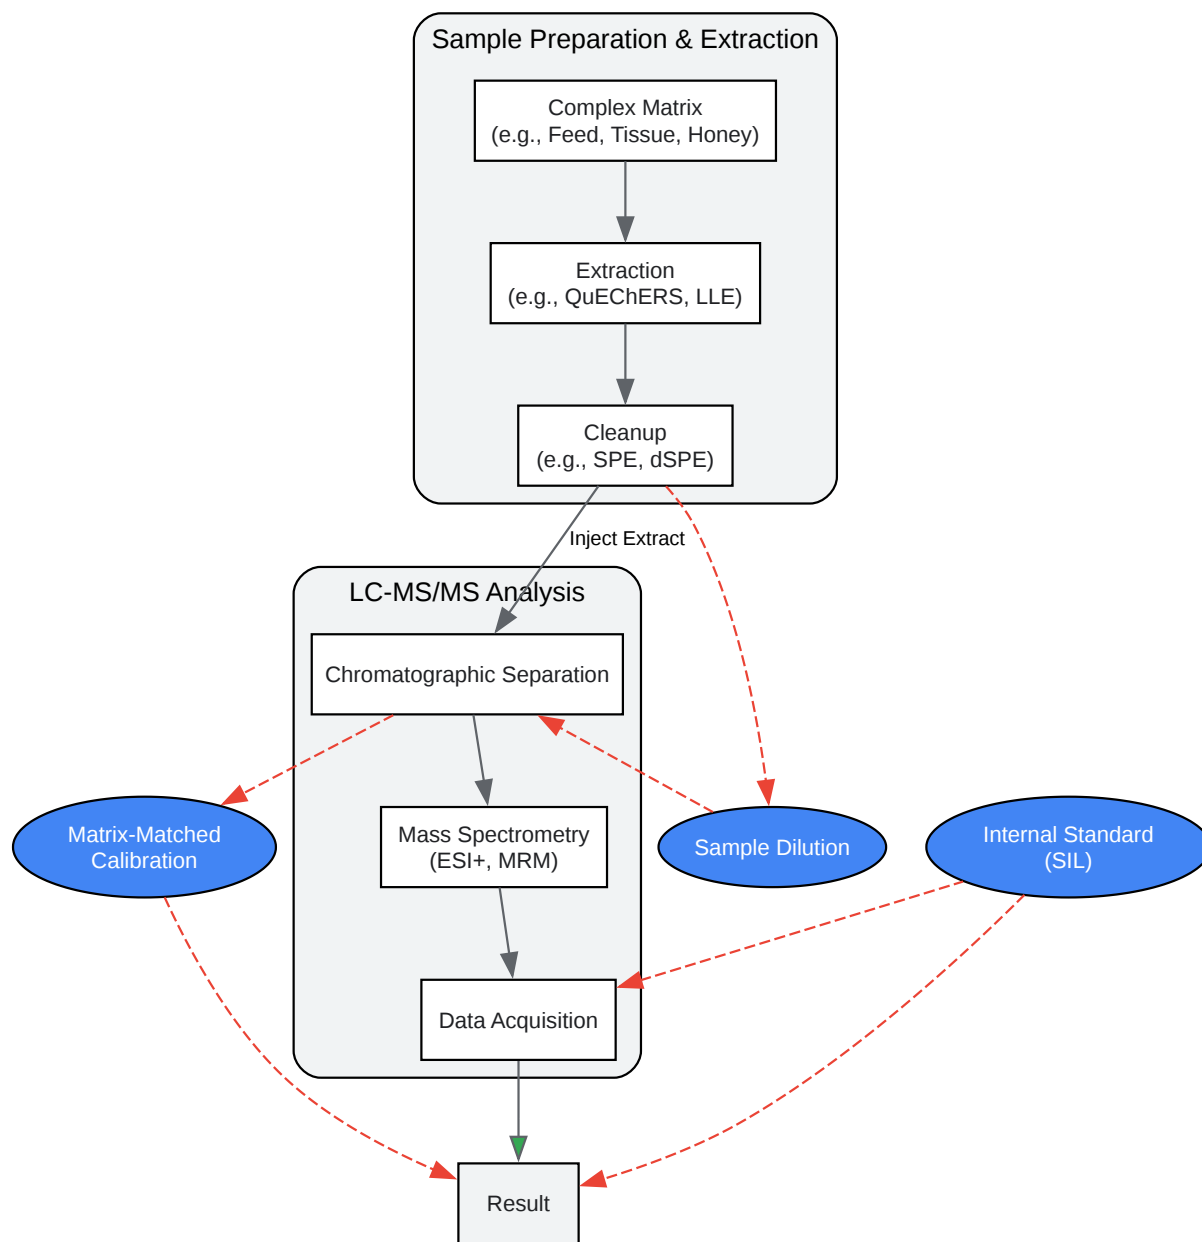 Sample Preparation & Extraction
Complex Matrix
(e.g., Feed, Tissue, Honey)
Extraction
(e.g., QuEChERS, LLE)
Cleanup
(e.g., SPE, dSPE)
Inject Extract
LC-MS/MS Analysis
Chromatographic Separation
Matrix-Matched
Calibration
Mass Spectrometry
(ESI+, MRM)
Sample Dilution
Internal Standard
(SIL)
Data Acquisition
Result